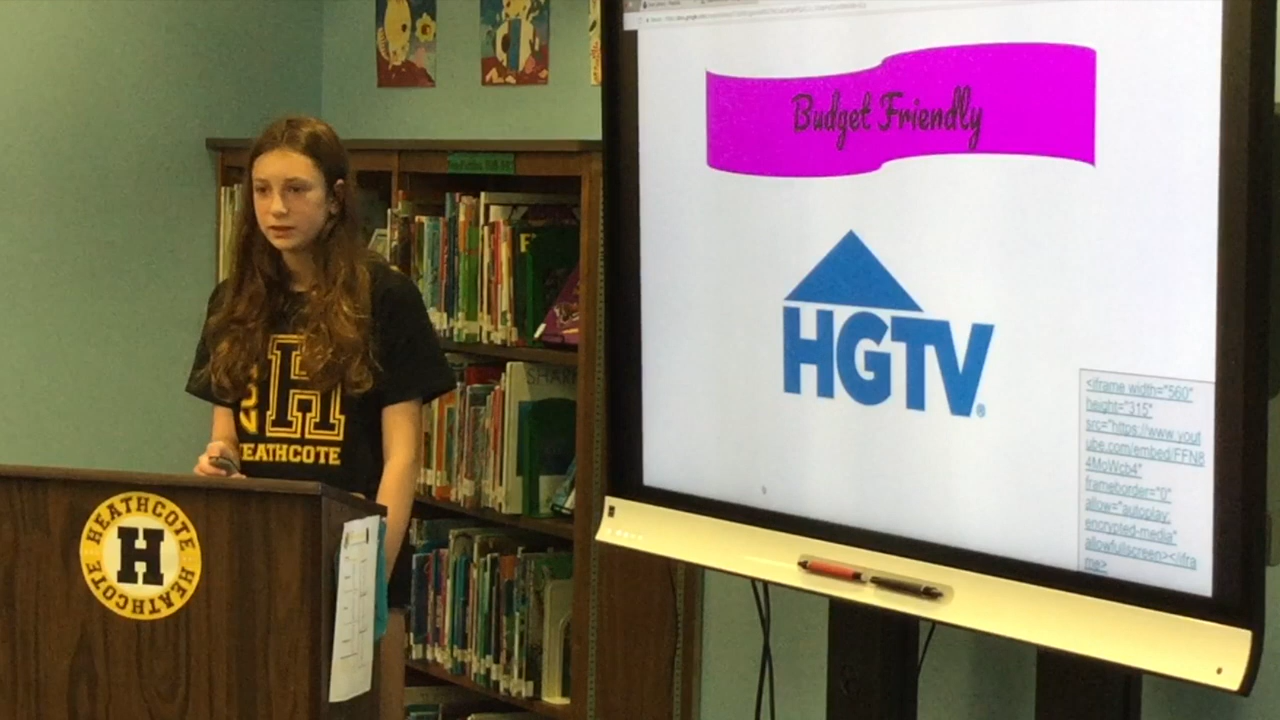 Budget Friendly
HGTV®
<iframe width="560"
height="315"
src="https://www.yout
ube.com/embed/FFN8
4MoWcb4"
frameborder="0"
allow="autoplay;
encrypted-media"
allowfullscreen></ifra
me>
H
HEATHCOTE
SHARK
HEATHCOTE
H
HEATHCOTE